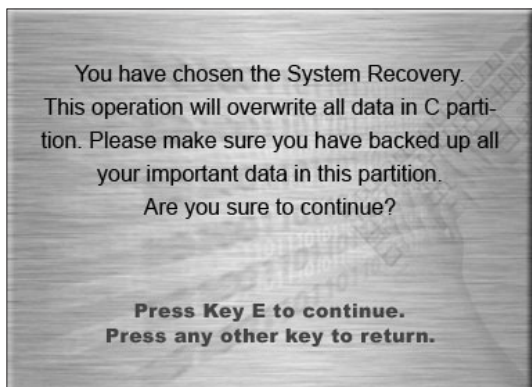 You have chosen the System Recovery.
This operation will overwrite all data in C parti-
tion. Please make sure you have backed up all
your important data in this partition.
Are you sure to continue?
Press Key E to continue.
Press any other key to return.